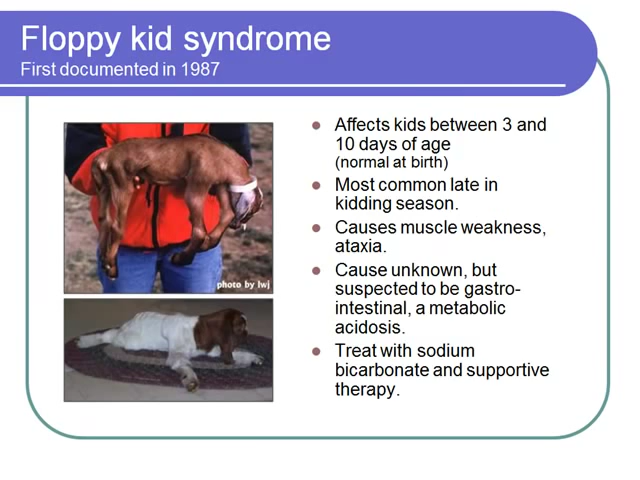 Floppy kid syndrome
First documented in 1987
photo by lwj
Affects kids between 3 and
10 days of age
(normal at birth)
Most common late in
kidding season.
Causes muscle weakness,
ataxia.
Cause unknown, but
suspected to be gastro-
intestinal, a metabolic
acidosis.
Treat with sodium
bicarbonate and supportive
therapy.